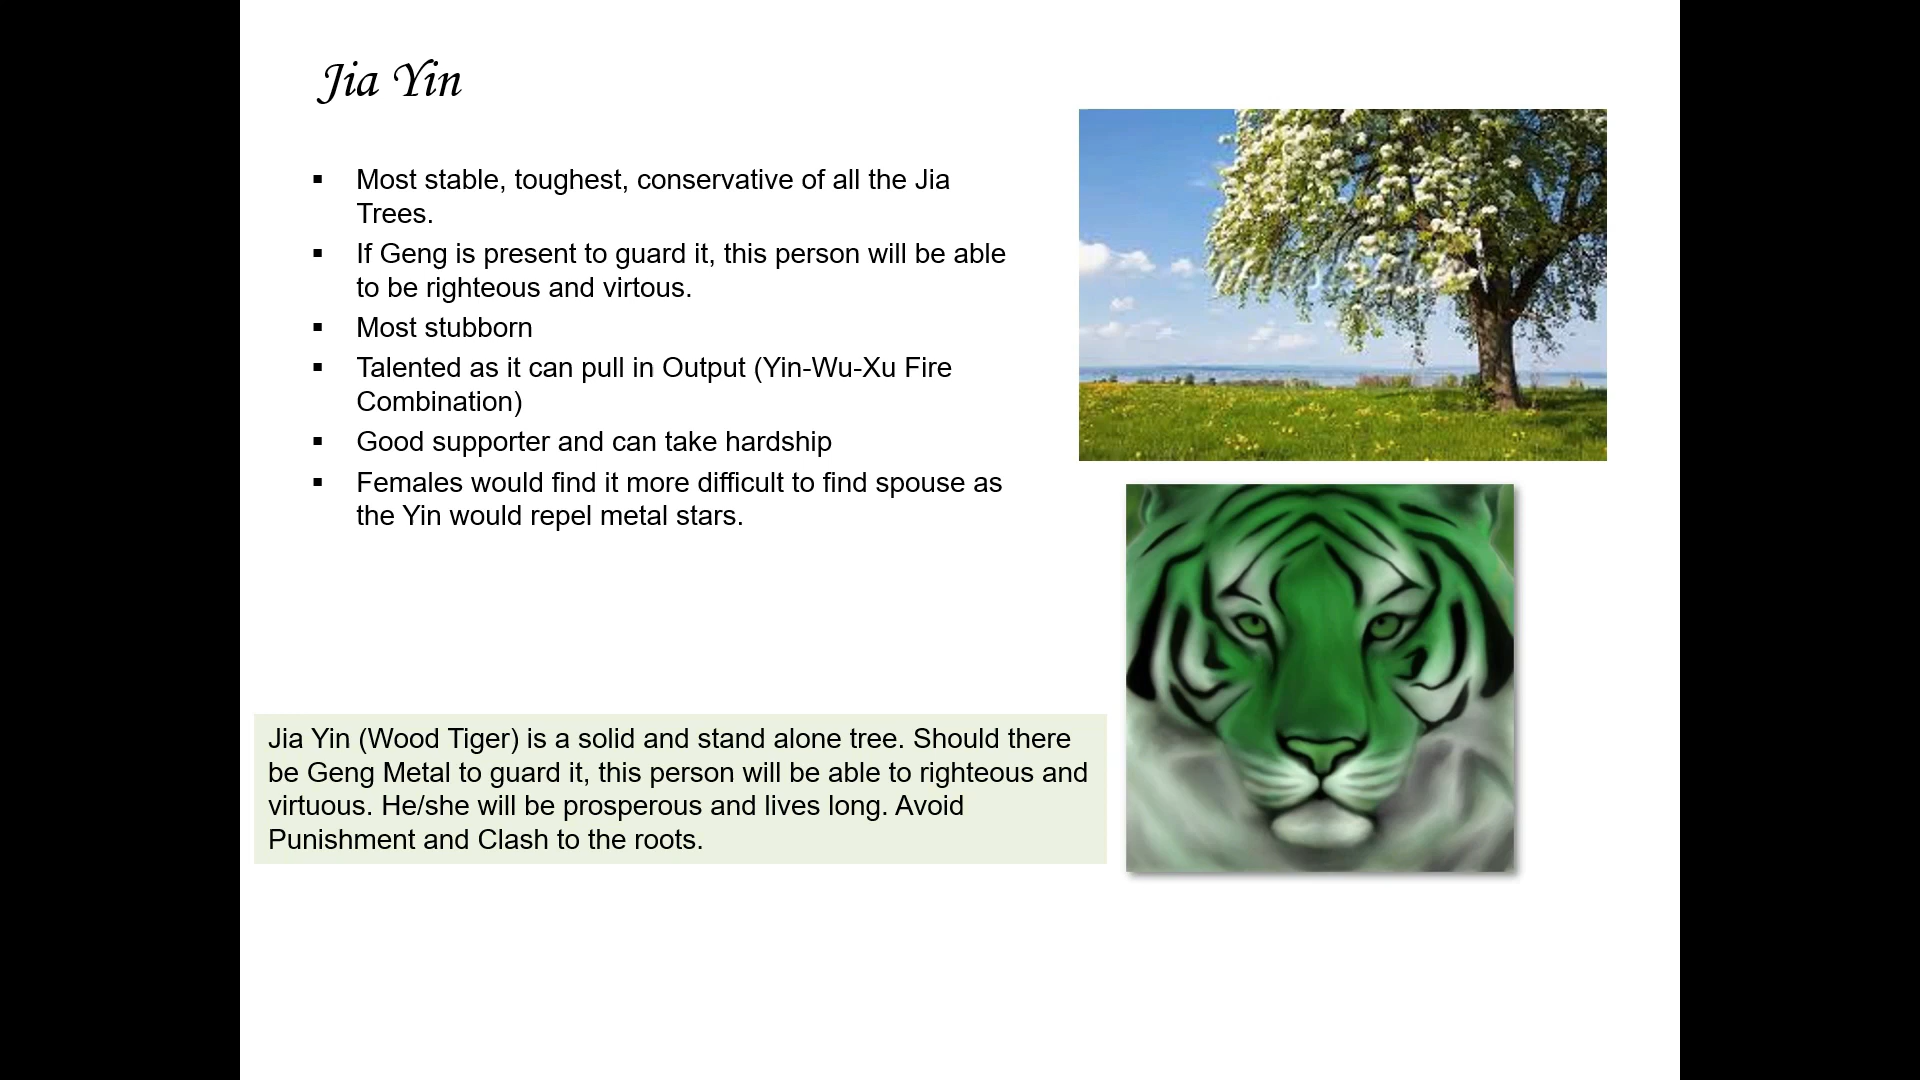 Jia Yin
▪ Most stable, toughest, conservative of all the Jia
Trees.
▪ If Geng is present to guard it, this person will be able
to be righteous and virtous.
▪ Most stubborn
▪ Talented as it can pull in Output (Yin-Wu-Xu Fire
Combination)
▪ Good supporter and can take hardship
▪ Females would find it more difficult to find spouse as
the Yin would repel metal stars.
Jia Yin (Wood Tiger) is a solid and stand alone tree. Should there
be Geng Metal to guard it, this person will be able to righteous and
virtuous. He/she will be prosperous and lives long. Avoid
Punishment and Clash to the roots.